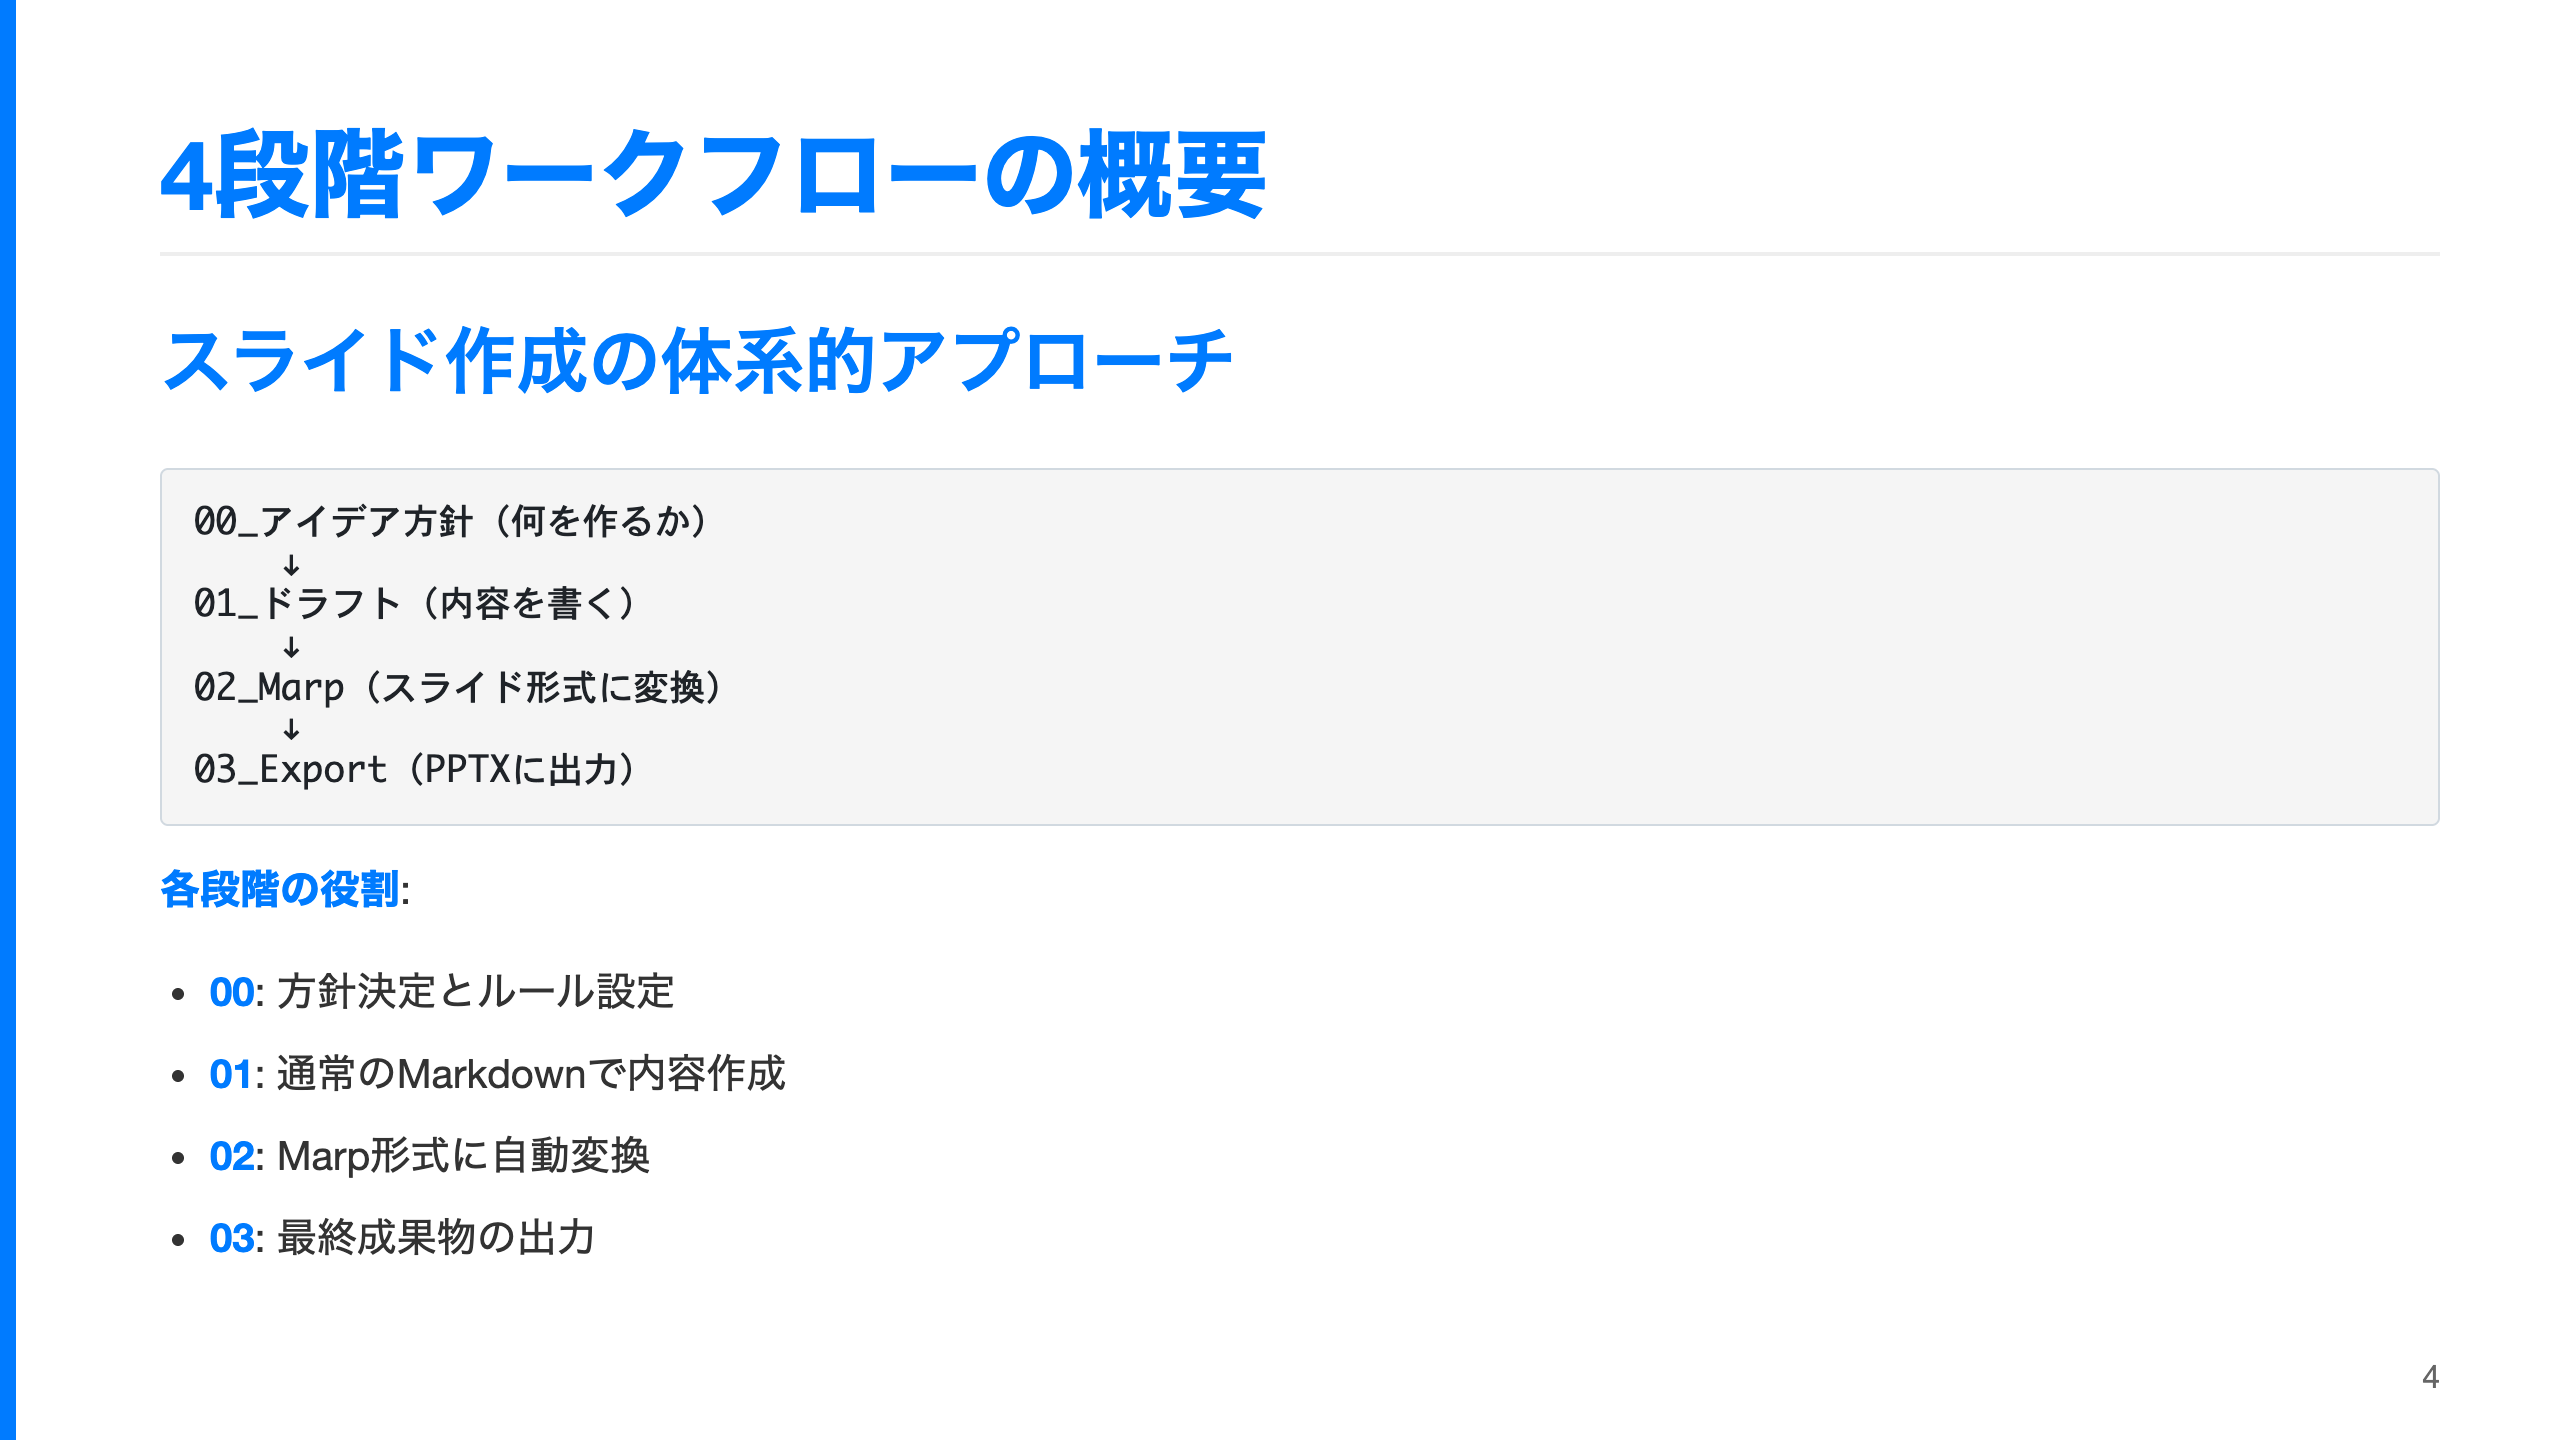 4段階ワークフローの概要
スライド作成の体系的アプローチ
00_アイデア方針（何を作るか）
↓
01_ドラフト（内容を書く）
↓
02_Marp（スライド形式に変換）
↓
03_Export（PPTXに出力）
各段階の役割:
• 00: 方針決定とルール設定
• 01: 通常のMarkdownで内容作成
• 02: Marp形式に自動変換
• 03: 最終成果物の出力
4